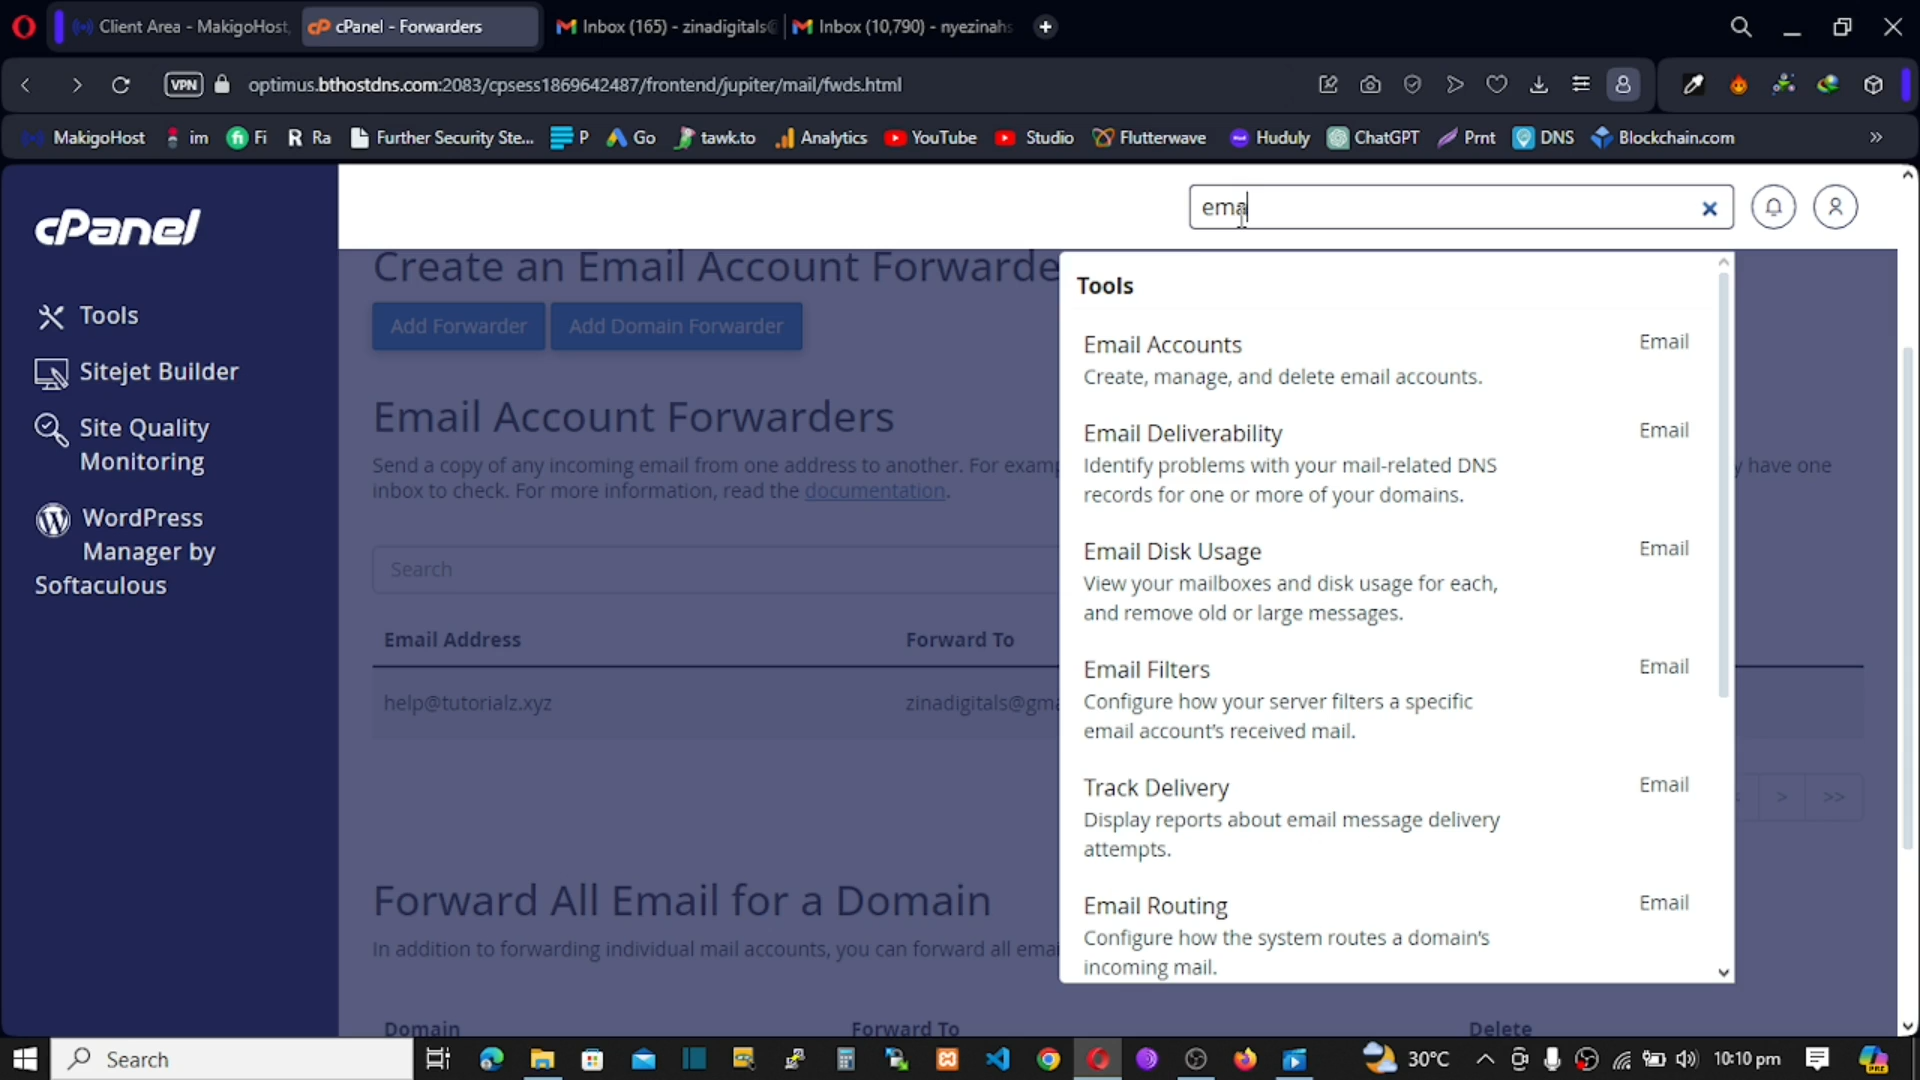 Client Area - MakigoHost,
cPanel - Forwarders
Inbox (165) - zinadigitals@
Inbox (10,790) - nyezinahs
VPN
optimus.bthostdns.com:2083/cpsess1869642487/frontend/jupiter/mail/fwds.html
MakigoHost
im
Fi
R Ra
Further Security Ste...
P
Go
tawk.to
Analytics
YouTube
Studio
Flutterwave
Huduly
ChatGPT
Prnt
DNS
Blockchain.com
»
cPanel
Tools
Sitejet Builder
Site Quality
Monitoring
WordPress
Manager by
Softaculous
ema
Create an Email Account Forwarde
Add Forwarder
Add Domain Forwarder
Email Account Forwarders
Send a copy of any incoming email from one address to another. For examp
y have one
inbox to check. For more information, read the documentation.
Search
Email Address
Forward To
help@tutorialz.xyz
zinadigitals@gma
>
>>
Forward All Email for a Domain
In addition to forwarding individual mail accounts, you can forward all emai
Domain
Forward To
Delete
Tools
Email Accounts
Email
Create, manage, and delete email accounts.
Email Deliverability
Email
Identify problems with your mail-related DNS
records for one or more of your domains.
Email Disk Usage
Email
View your mailboxes and disk usage for each,
and remove old or large messages.
Email Filters
Email
Configure how your server filters a specific
email account's received mail.
Track Delivery
Email
Display reports about email message delivery
attempts.
Email Routing
Email
Configure how the system routes a domain's
incoming mail.
Search
30°C
10:10 pm
PRE